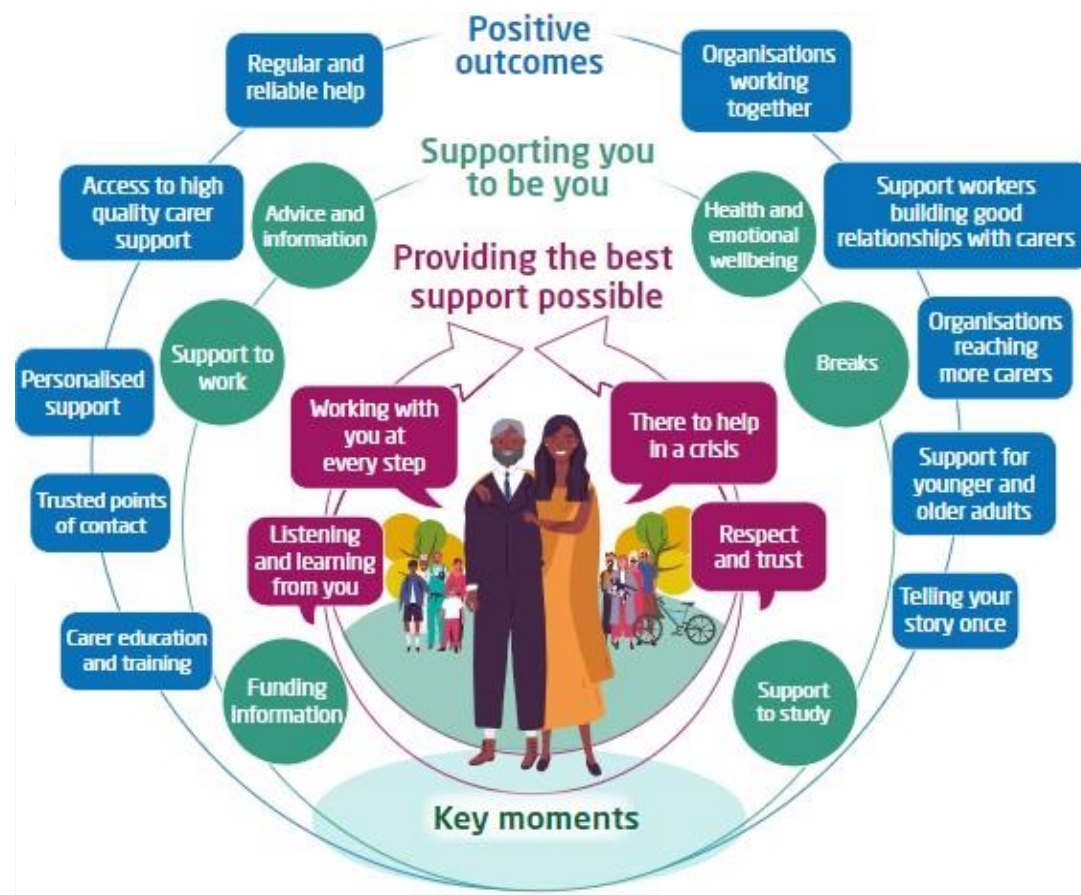 Positive
outcomes
Regular and
reliable help
Organisations
working
together
Supporting you
to be you
Access to high
quality carer
support
Advice and
information
Health and
emotional
wellbeing
Support workers
building good
relationships with carers
Providing the best
support possible
Support to
work
Breaks
Organisations
reaching
more carers
Personalised
support
Working with
you at
every step
There to help
in a crisis
Support for
younger and
older adults
Trusted points
of contact
Listening
and learning
from you
Respect
and trust
Telling your
story once
Carer education
and training
Funding
information
Support
to study
Key moments